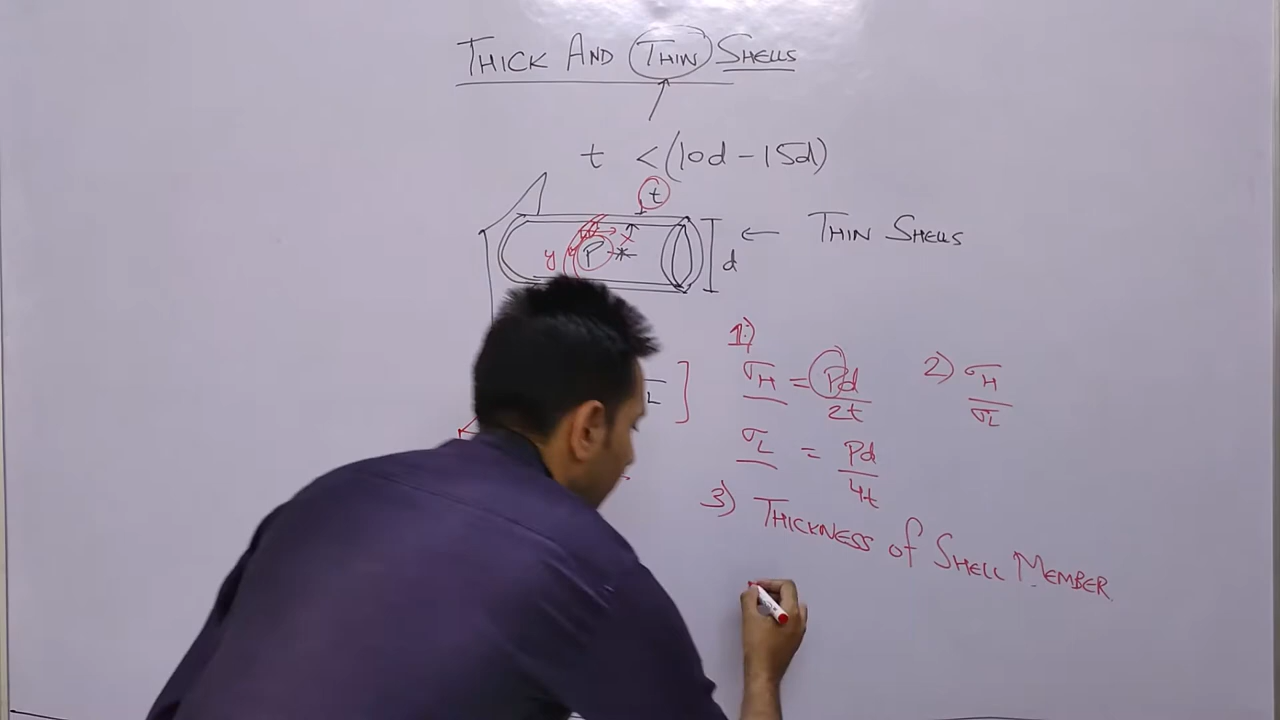 THICK AND THIN SHELLS
t < (10d - 15d)
t
y P x
d
← THIN SHELLS
L ]
1)
σH = Pd/2t
2) σH/σL
σL = Pd/4t
3) THICKNESS of SHELL MEMBER